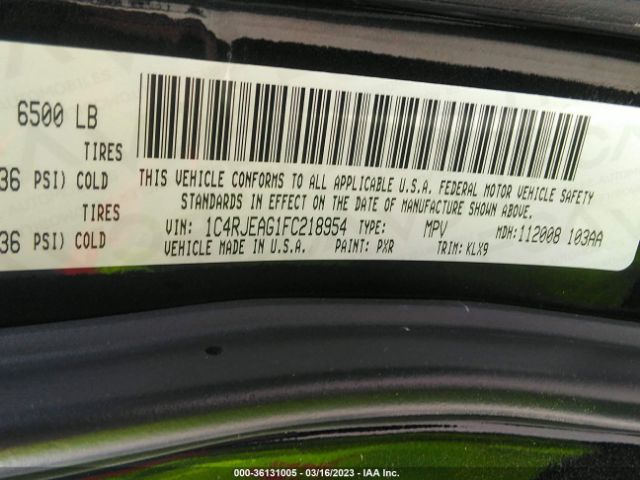 6500 LB
TIRES
36 PSI) COLD
TIRES
36 PSI) COLD
THIS VEHICLE CONFORMS TO ALL APPLICABLE U.S.A. FEDERAL MOTOR VEHICLE SAFETY
STANDARDS IN EFFECT ON THE DATE OF MANUFACTURE SHOWN ABOVE.
VIN: 1C4RJEAG1FC218954 TYPE: MPV MDH:112008 103AA
VEHICLE MADE IN U.S.A. PAINT: PXR TRIM: KLX9
000-36131005 - 03/16/2023 - IAA Inc.